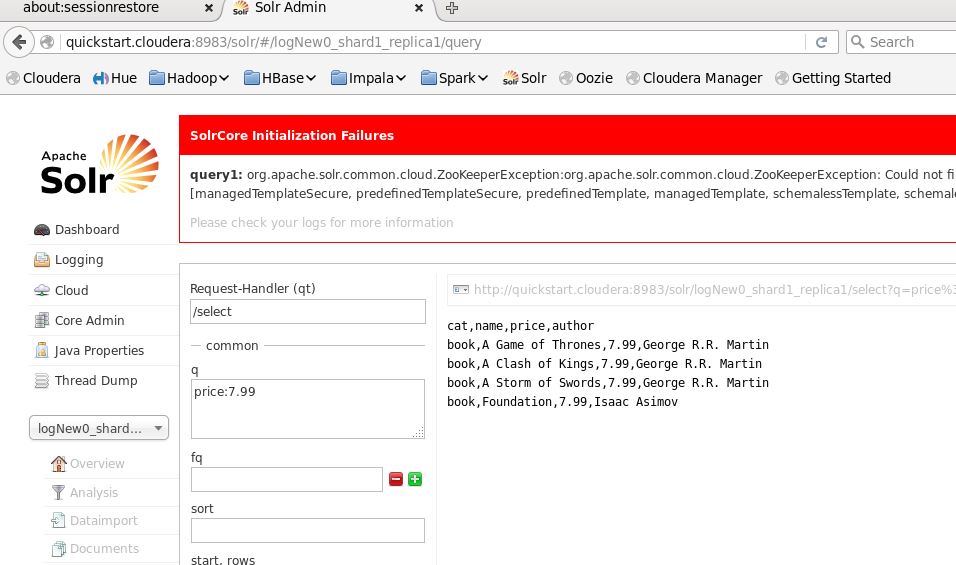 about:sessionrestore
Solr Admin
quickstart.cloudera:8983/solr/#/logNew0_shard1_replica1/query
Search
Cloudera Hue Hadoop HBase Impala Spark Solr Oozie Cloudera Manager Getting Started
Apache
Solr
SolrCore Initialization Failures
query1: org.apache.solr.common.cloud.ZooKeeperException:org.apache.solr.common.cloud.ZooKeeperException: Could not fi
[managedTemplateSecure, predefinedTemplateSecure, predefinedTemplate, managedTemplate, schemalessTemplate, schemale
Please check your logs for more information
Dashboard
Logging
Cloud
Core Admin
Java Properties
Thread Dump
logNew0_shard...
Overview
Analysis
Dataimport
Documents
Request-Handler (qt)
/select
common
q
price:7.99
fq
sort
start, rows
http://quickstart.cloudera:8983/solr/logNew0_shard1_replica1/select?q=price%3
cat,name,price,author
book,A Game of Thrones,7.99,George R.R. Martin
book,A Clash of Kings,7.99,George R.R. Martin
book,A Storm of Swords,7.99,George R.R. Martin
book,Foundation,7.99,Isaac Asimov